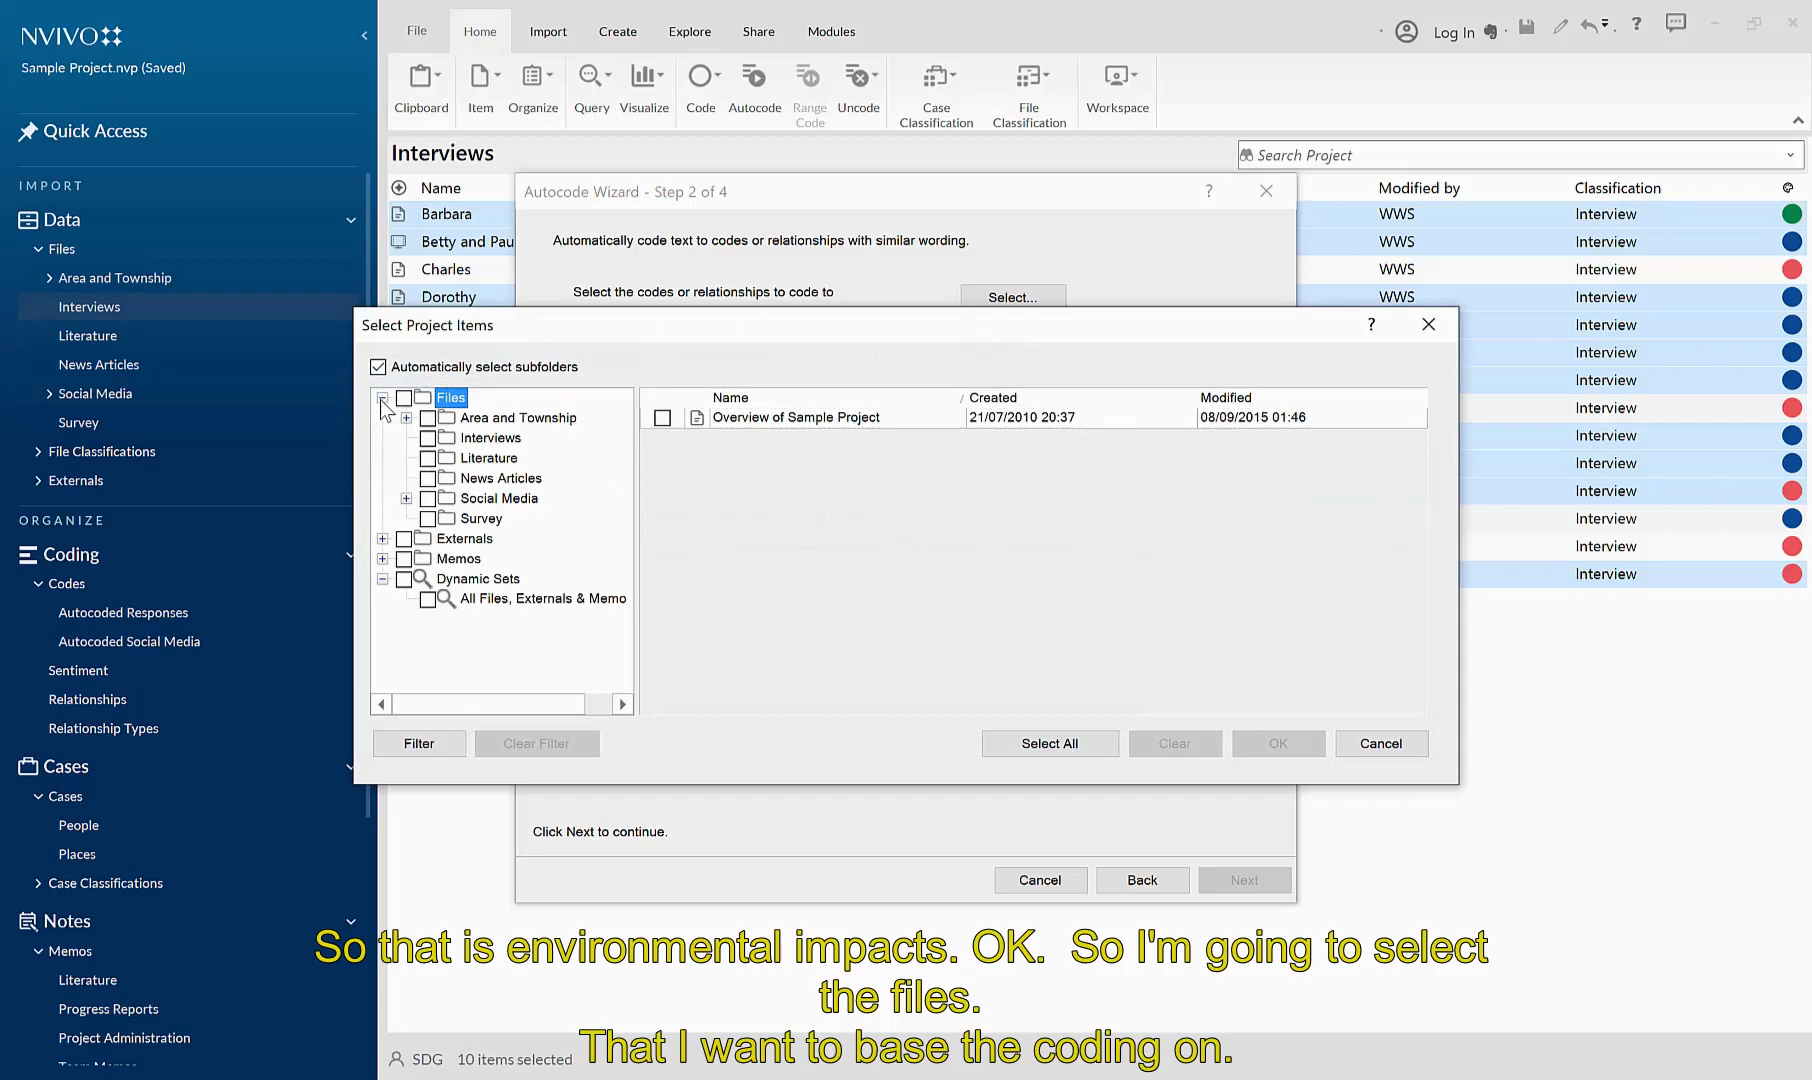 NVIVO
Sample Project.nvp (Saved)
Quick Access
IMPORT
Data
Files
Area and Township
Interviews
Literature
News Articles
Social Media
Survey
File Classifications
Externals
ORGANIZE
Coding
Codes
Autocoded Responses
Autocoded Social Media
Sentiment
Relationships
Relationship Types
Cases
Cases
People
Places
Case Classifications
Notes
Memos
Literature
Progress Reports
Project Administration
File Home Import Create Explore Share Modules
Log In
Clipboard Item Organize Query Visualize Code Autocode Range Code Uncode Case Classification File Classification Workspace
Interviews
Search Project
Name Modified by Classification
Barbara WWS Interview
Betty and Pau WWS Interview
Charles WWS Interview
Dorothy WWS Interview
Interview
Interview
Interview
Interview
Interview
Interview
Interview
Interview
Interview
Interview
Autocode Wizard - Step 2 of 4
Automatically code text to codes or relationships with similar wording.
Select the codes or relationships to code to
Select...
Select Project Items
Automatically select subfolders
Files
Area and Township
Interviews
Literature
News Articles
Social Media
Survey
Externals
Memos
Dynamic Sets
All Files, Externals & Memo
Name Created Modified
Overview of Sample Project 21/07/2010 20:37 08/09/2015 01:46
Filter Clear Filter Select All Clear OK Cancel
Click Next to continue.
Cancel Back Next
So that is environmental impacts. OK. So I'm going to select
the files.
That I want to base the coding on.
SDG 10 items selected